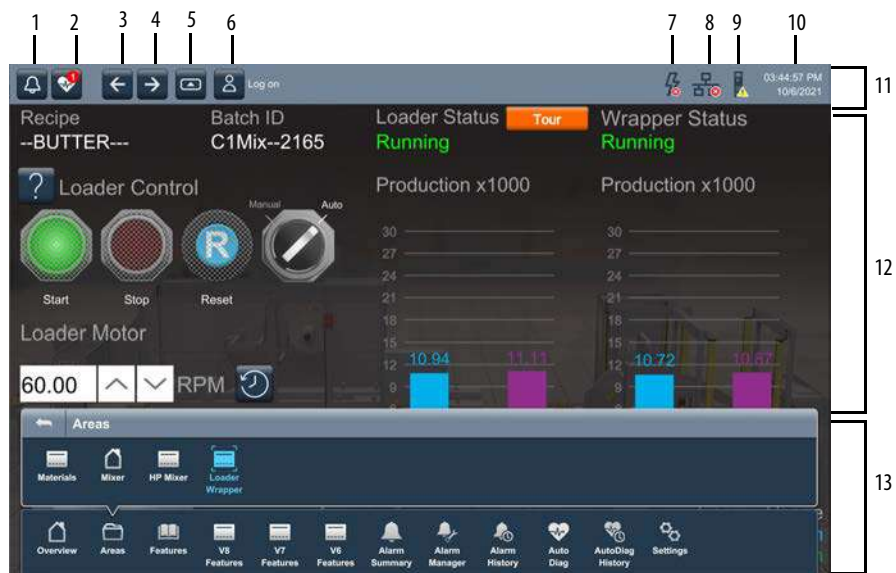 1 2 3 4 5 6 7 8 9 10
1 Log on 03:44:57 PM
10/6/2021
11
Recipe Batch ID Loader Status Tour Wrapper Status
--BUTTER--- C1Mix--2165 Running Running
? Loader Control Production x1000 Production x1000
Manual Auto
R
30 30
27 27
24 24
12
Start Stop Reset 21 21
18 18
Loader Motor
15 15
12 10.94 11.11 12 10.72 10.57
60.00 RPM 9 9
Areas
Materials Mixer HP Mixer Loader
Wrapper
13
Overview Areas Features V8
Features V7
Features V6
Features Alarm
Summary Alarm
Manager Alarm
History Auto
Diag AutoDiag
History Settings